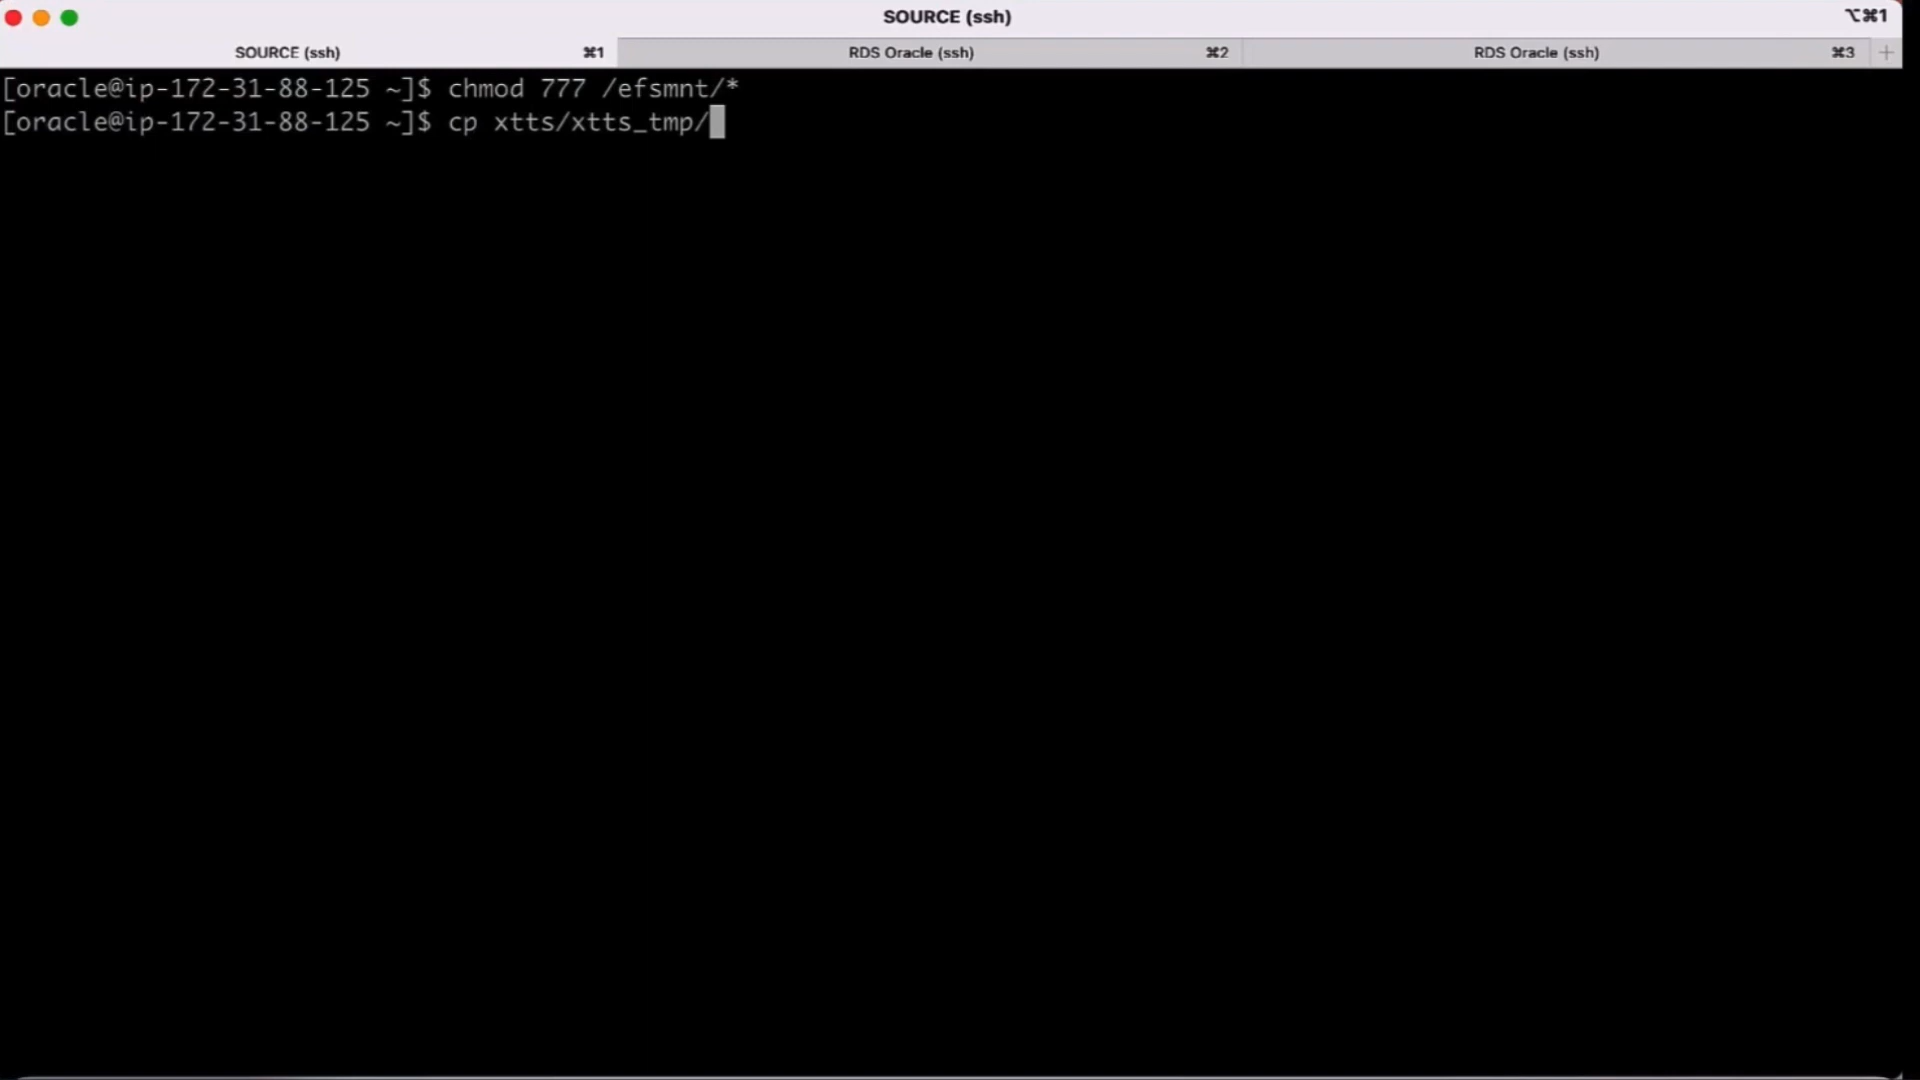 SOURCE (ssh)
⌥⌘1
SOURCE (ssh) ⌘1
RDS Oracle (ssh) ⌘2
RDS Oracle (ssh) ⌘3
[oracle@ip-172-31-88-125 ~]$ chmod 777 /efsmnt/*
[oracle@ip-172-31-88-125 ~]$ cp xtts/xtts_tmp/